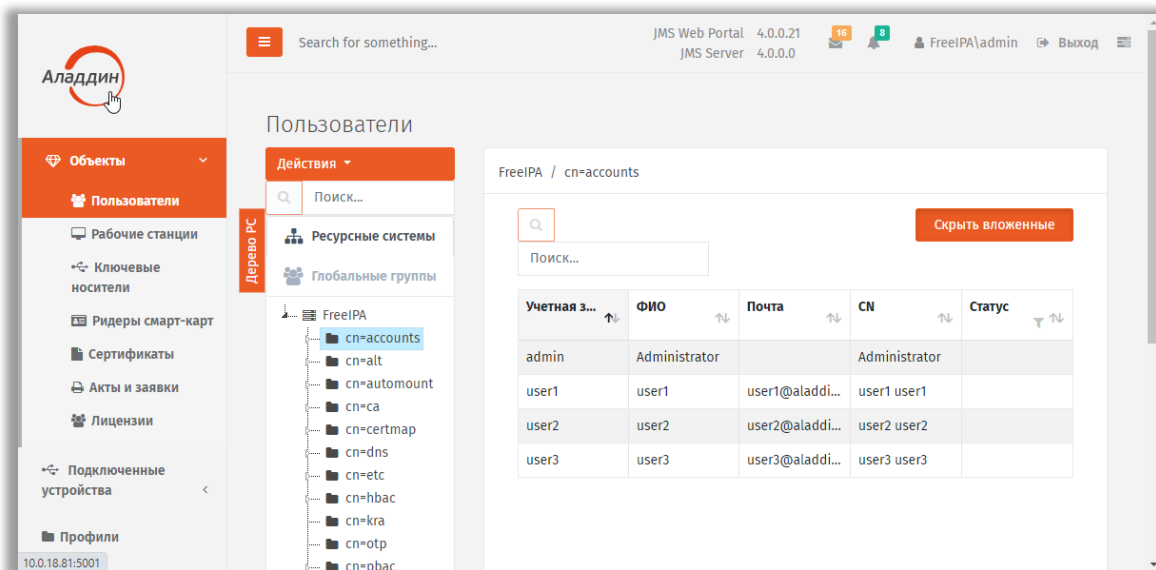 Аладдин
Search for something...
JMS Web Portal 4.0.0.21
JMS Server 4.0.0.0
16
8
FreeIPA\admin
Выход
Объекты
Пользователи
Рабочие станции
Ключевые
носители
Ридеры смарт-карт
Сертификаты
Акты и заявки
Лицензии
Подключенные
устройства
Профили
10.0.18.81:5001
Пользователи
Действия
Поиск...
Дерево РС
Ресурсные системы
Глобальные группы
FreeIPA
cn=accounts
cn=alt
cn=automount
cn=ca
cn=certmap
cn=dns
cn=etc
cn=hbac
cn=kra
cn=otp
cn=pbac
FreeIPA / cn=accounts
Скрыть вложенные
Поиск...
Учетная з... ФИО Почта CN Статус
admin Administrator Administrator
user1 user1 user1@aladdi... user1 user1
user2 user2 user2@aladdi... user2 user2
user3 user3 user3@aladdi... user3 user3